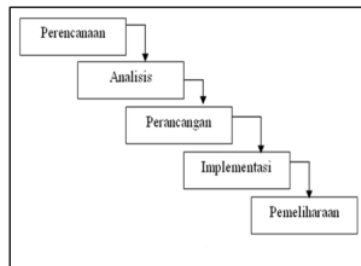 Perencanaan
Analisis
Perancangan
Implementasi
Pemeliharaan